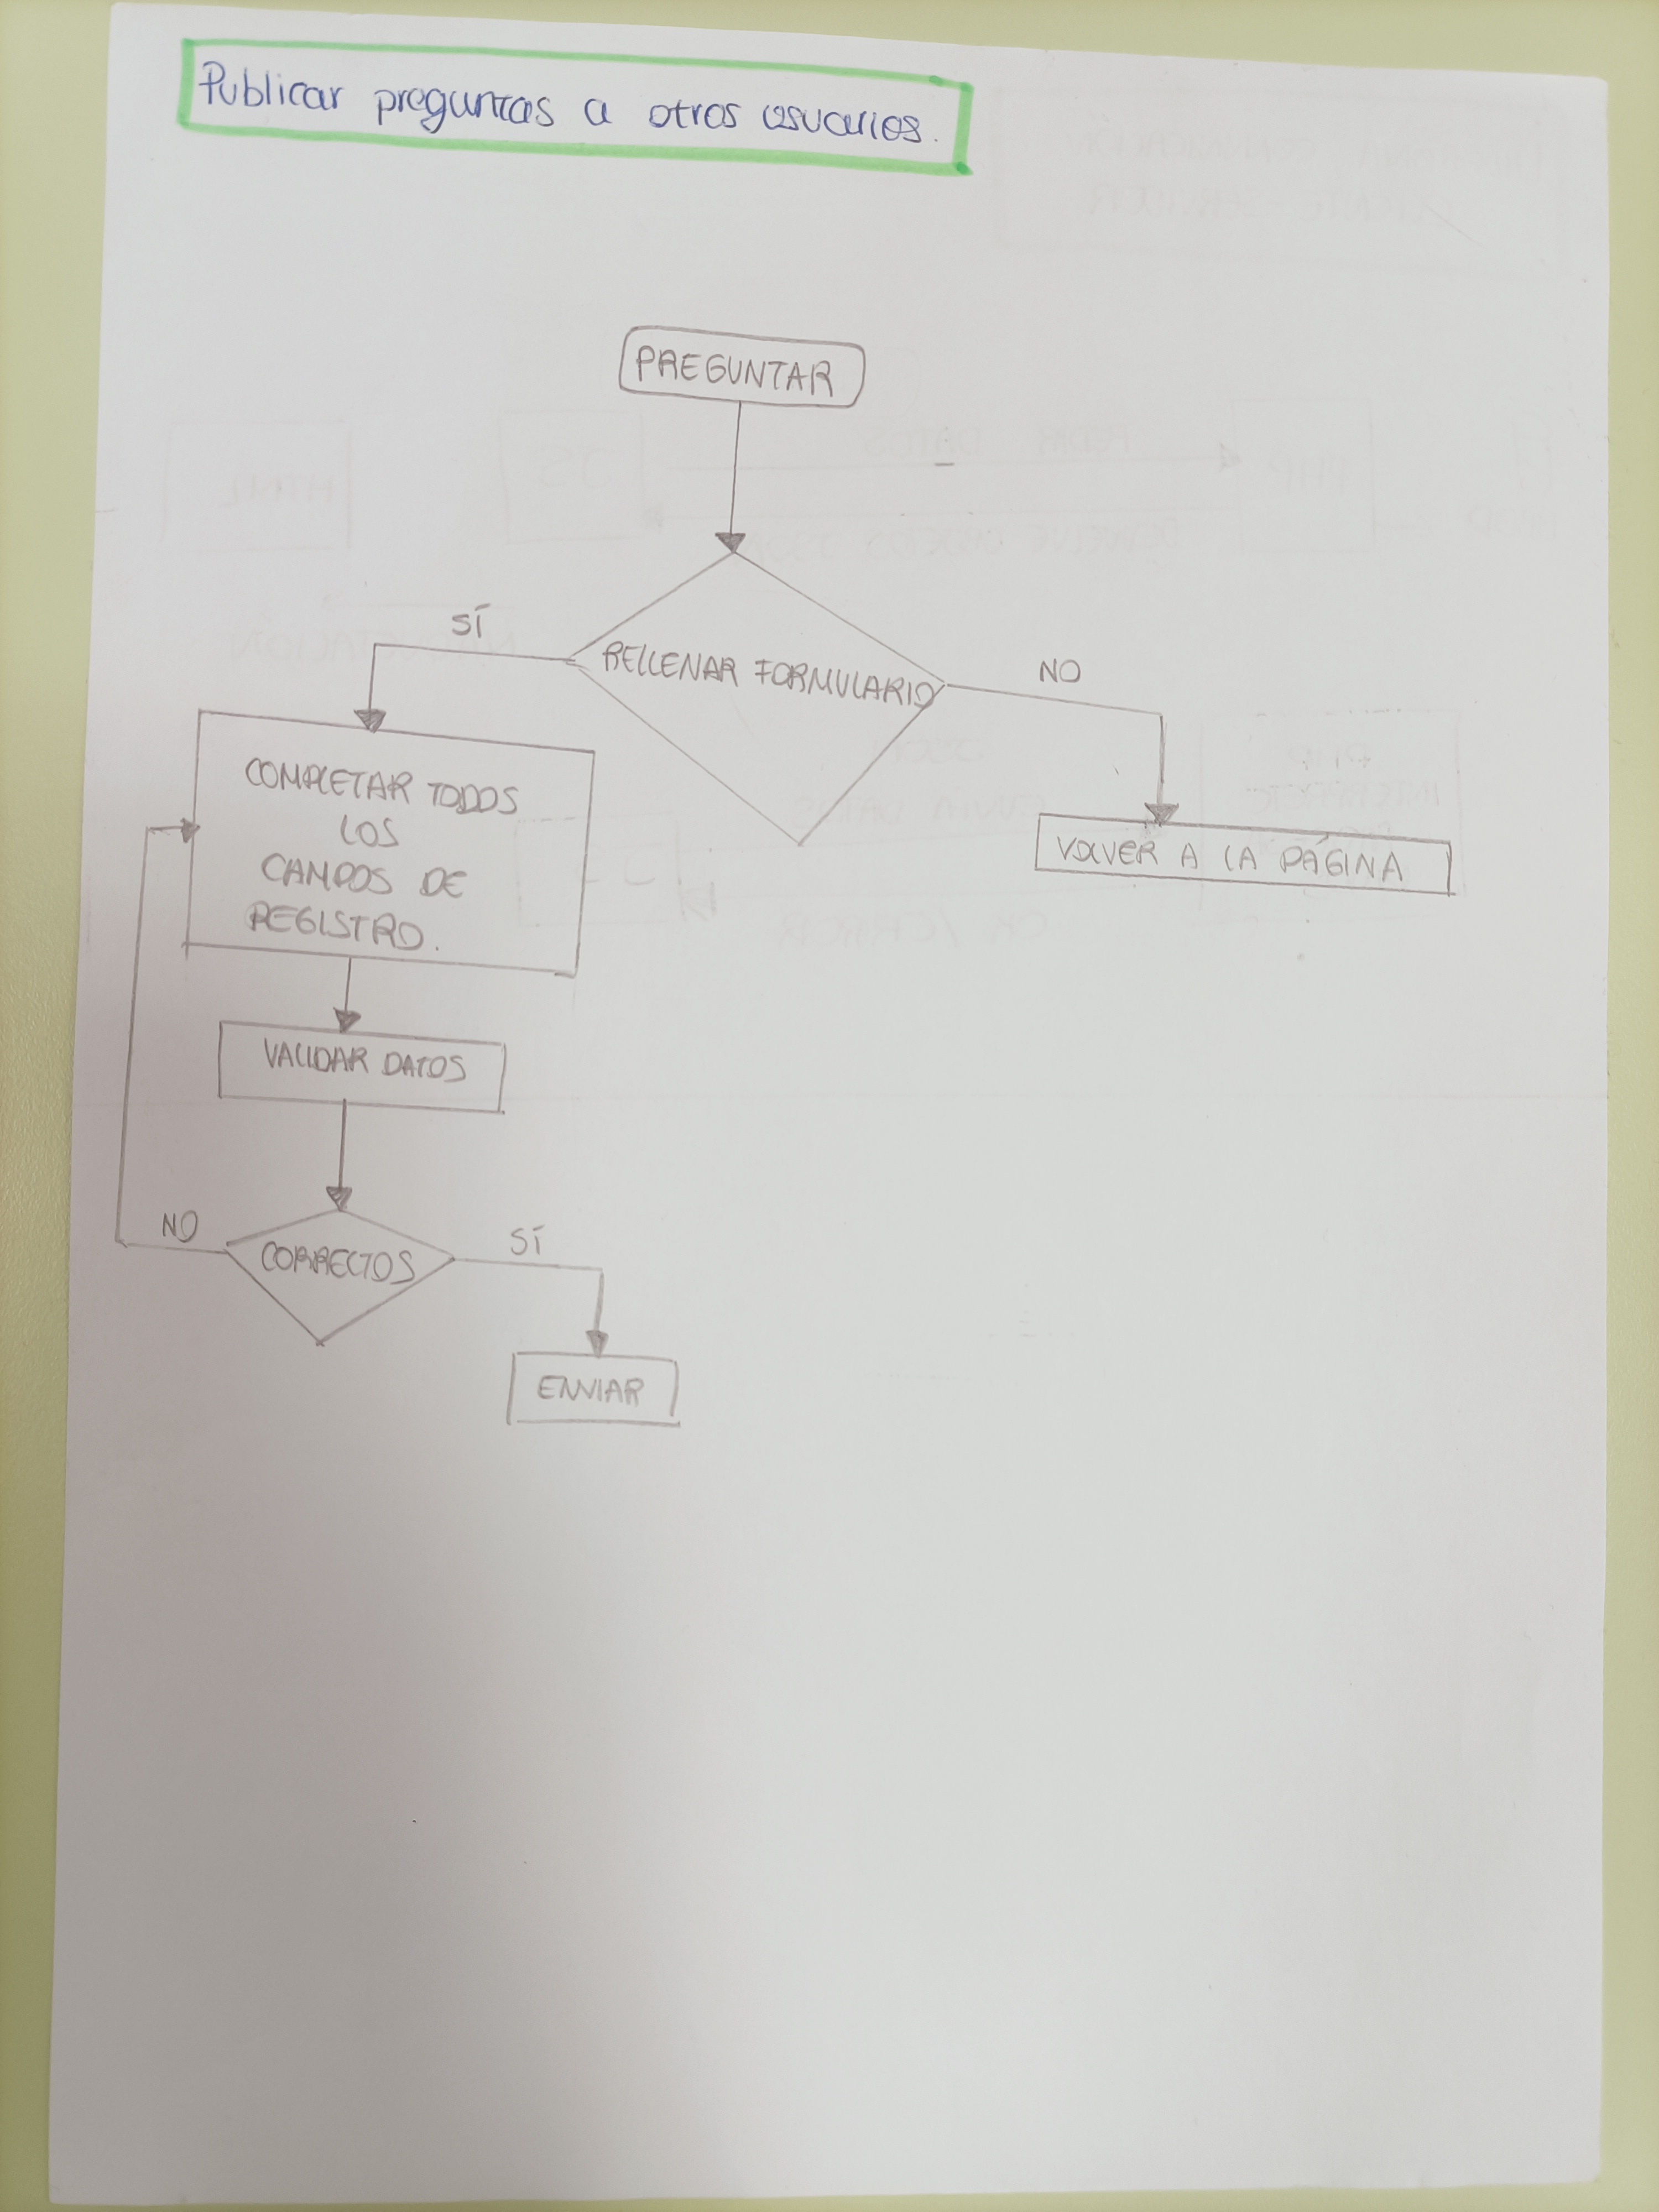 Publicar preguntas a otros usuarios.
PREGUNTAR
SÍ
RELLENAR FORMULARIO
NO
COMPLETAR TODOS
LOS
CAMPOS DE
REGISTRO.
VOLVER A LA PÁGINA
VALIDAR DATOS
NO
CORRECTOS
SÍ
ENVIAR